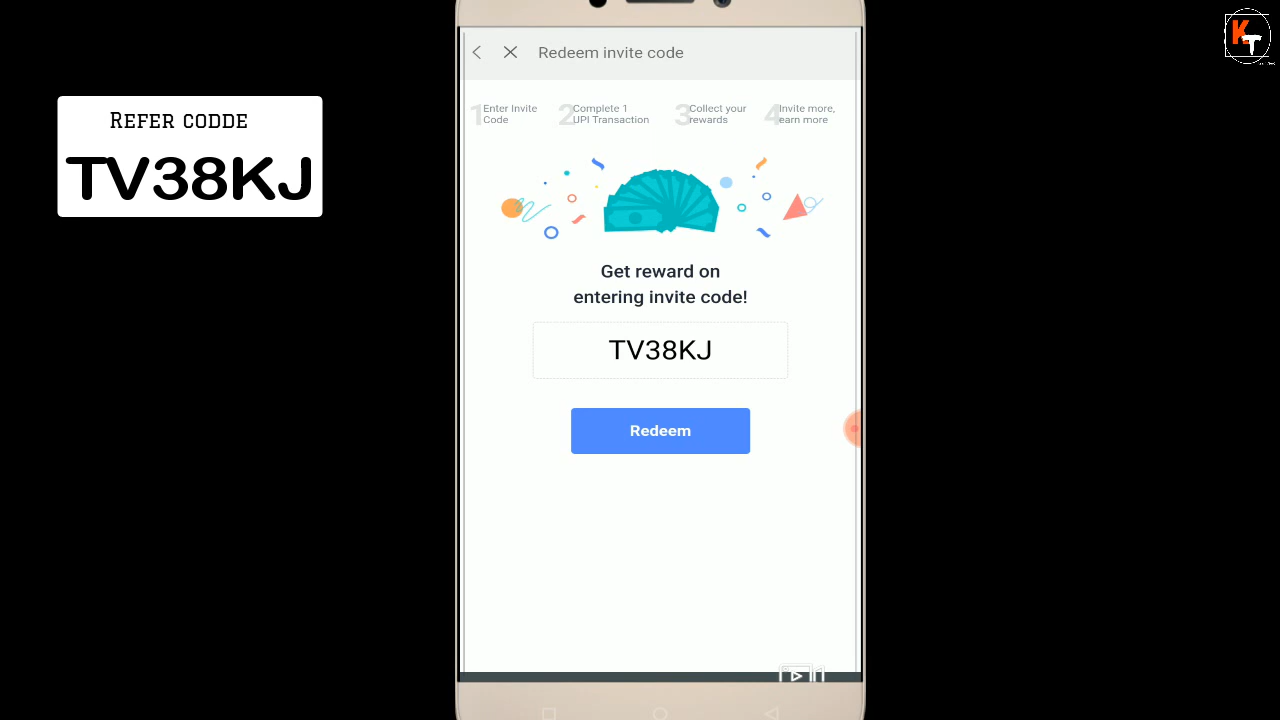 REFER CODDE
TV38KJ
KT
Redeem invite code
1 Enter Invite
Code
2 Complete 1
UPI Transaction
3 Collect your
rewards
4 Invite more,
earn more
Get reward on
entering invite code!
TV38KJ
Redeem